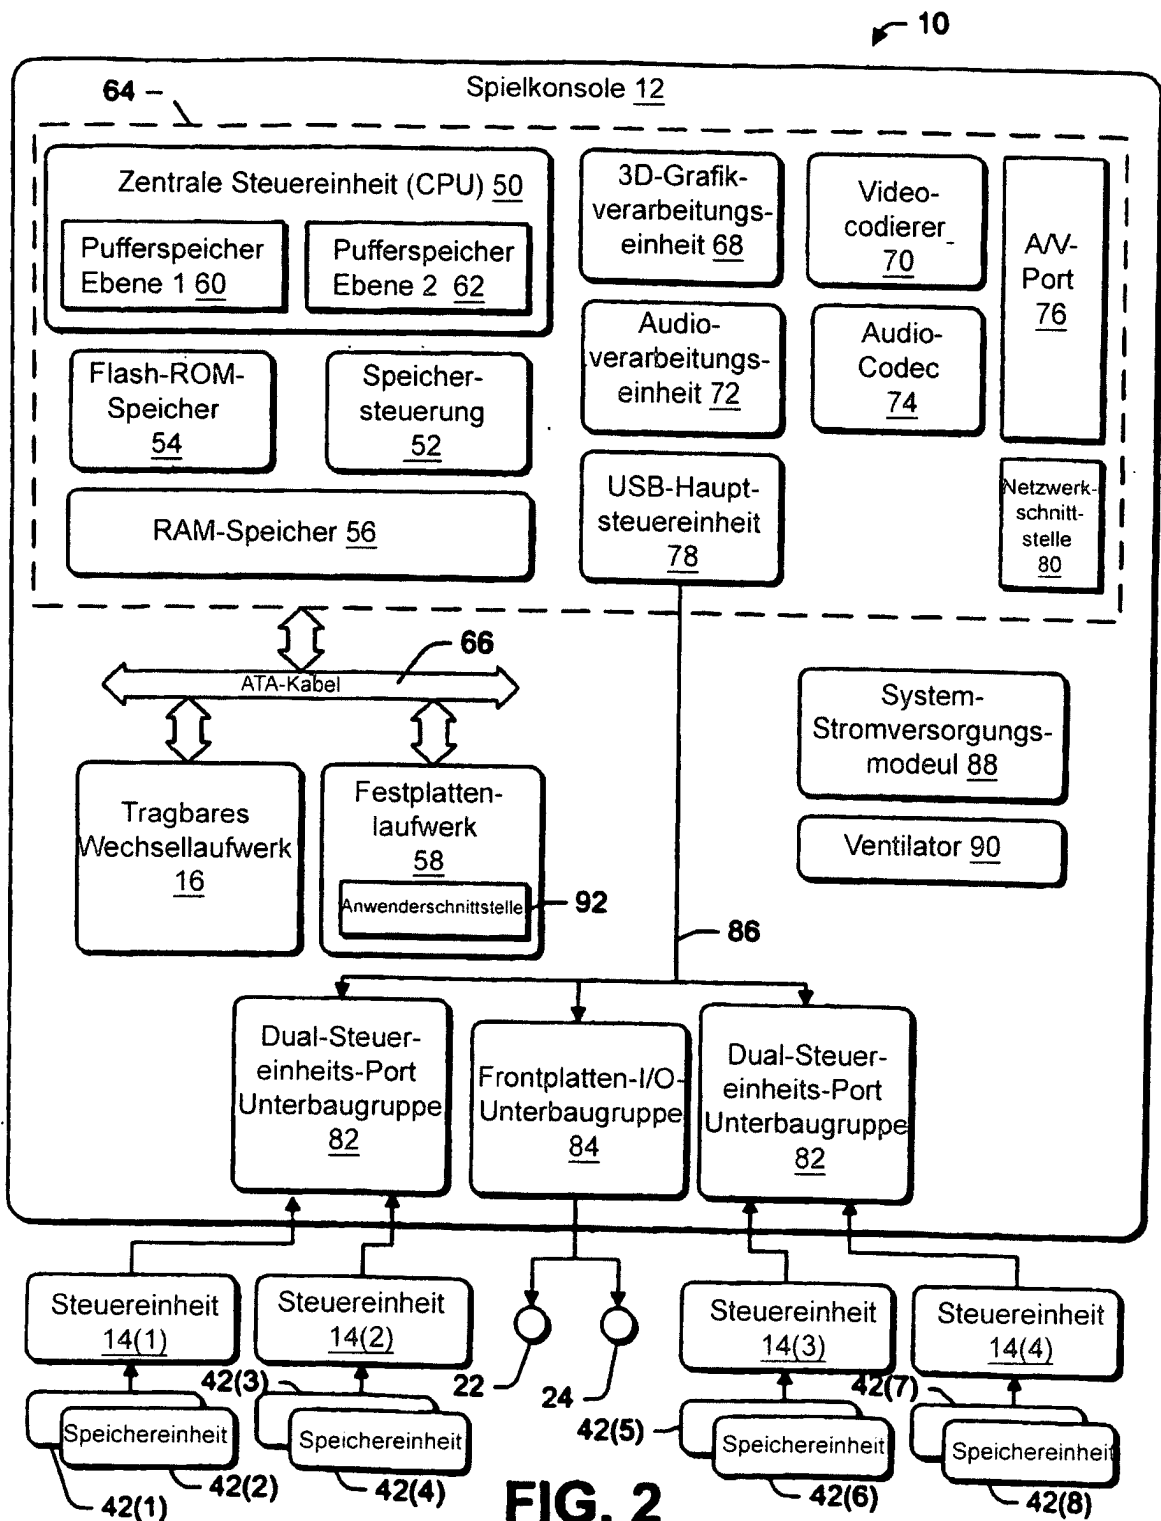 10
Spielkonsole 12
64
Zentrale Steuereinheit (CPU) 50
Pufferspeicher
Ebene 1 60
Pufferspeicher
Ebene 2 62
3D-Grafik-
verarbeitungs-
einheit 68
Video-
codierer
70
A/V-
Port
76
Flash-ROM-
Speicher
54
Speicher-
steuerung
52
Audio-
verarbeitungs-
einheit 72
Audio-
Codec
74
RAM-Speicher 56
USB-Haupt-
steuereinheit
78
Netzwerk-
schnitt-
stelle
80
66
ATA-Kabel
System-
Stromversorgungs-
modeul 88
Tragbares
Wechsellaufwerk
16
Festplatten-
laufwerk
58
Anwenderschnittstelle
92
Ventilator 90
86
Dual-Steuer-
einheits-Port
Unterbaugruppe
82
Frontplatten-I/O-
Unterbaugruppe
84
Dual-Steuer-
einheits-Port
Unterbaugruppe
82
Steuereinheit
14(1)
Steuereinheit
14(2)
22
24
Steuereinheit
14(3)
Steuereinheit
14(4)
42(3)
42(5)
42(7)
Speichereinheit
Speichereinheit
Speichereinheit
Speichereinheit
42(1)
42(2)
42(4)
42(6)
42(8)
FIG. 2